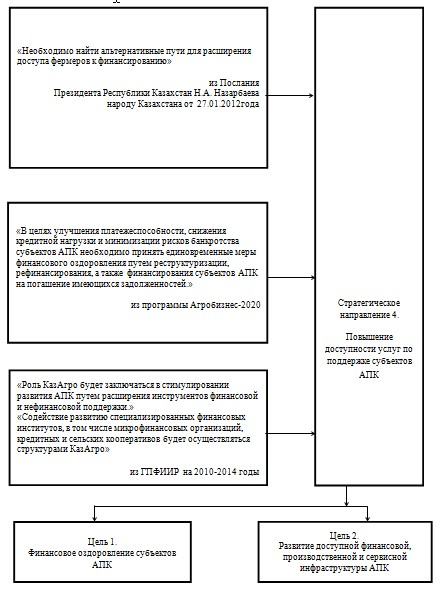 «Необходимо найти альтернативные пути для расширения
доступа фермеров к финансированию»
из Послания
Президента Республики Казахстан Н.А. Назарбаева
народу Казахстана от 27.01.2012года
«В целях улучшения платежеспособности, снижения
кредитной нагрузки и минимизации рисков банкротства
субъектов АПК необходимо принять единовременные меры
финансового оздоровления путем реструктуризации,
рефинансирования, а также финансирования субъектов АПК
на погашение имеющихся задолженностей.»
из программы Агробизнес-2020
«Роль КазАгро будет заключаться в стимулировании
развития АПК путем расширения инструментов финансовой
и нефинансовой поддержки.»
«Содействие развитию специализированных финансовых
институтов, в том числе микрофинансовых организаций,
кредитных и сельских кооперативов будет осуществляться
структурами КазАгро»
из ГПФИИР на 2010-2014 годы
Стратегическое
направление 4.
Повышение
доступности услуг по
поддержке субъектов
АПК
Цель 1.
Финансовое оздоровление субъектов
АПК
Цель 2.
Развитие доступной финансовой,
производственной и сервисной
инфраструктуры АПК